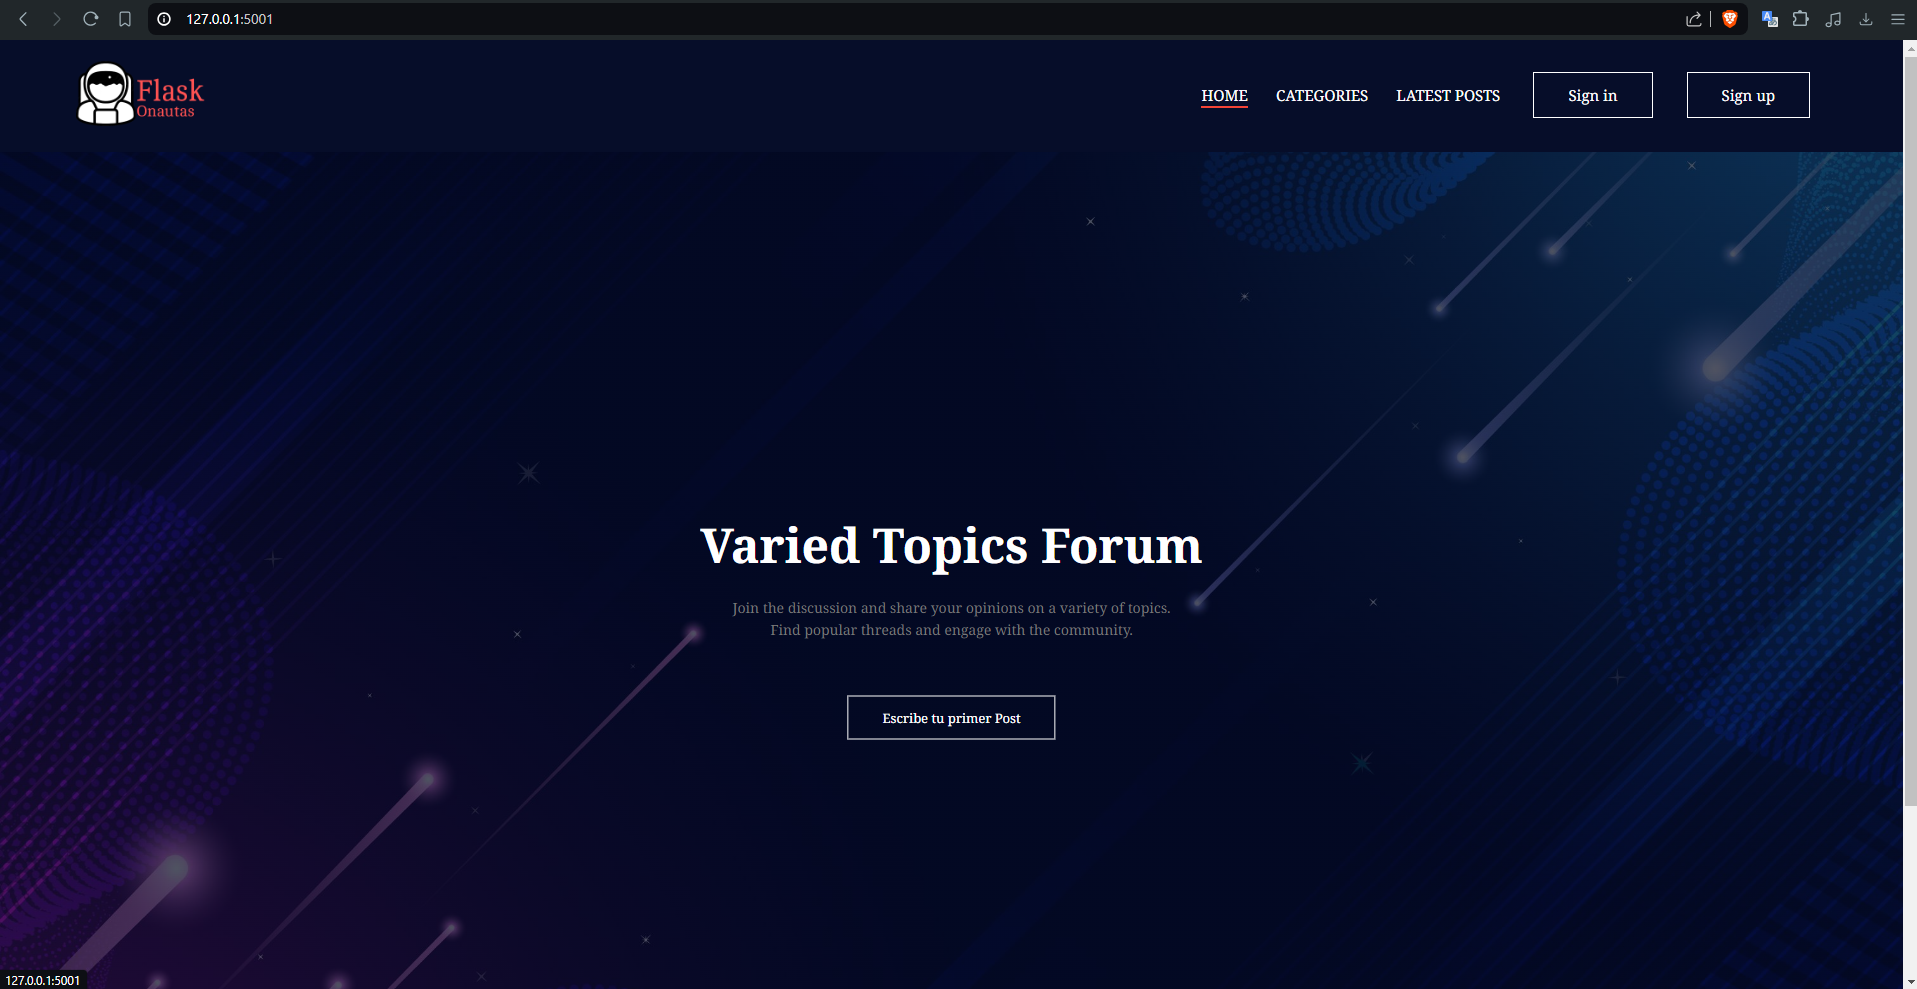 127.0.0.1:5001
Flask
Onautas
HOME CATEGORIES LATEST POSTS Sign in Sign up
Varied Topics Forum
Join the discussion and share your opinions on a variety of topics.
Find popular threads and engage with the community.
Escribe tu primer Post
127.0.0.1:5001